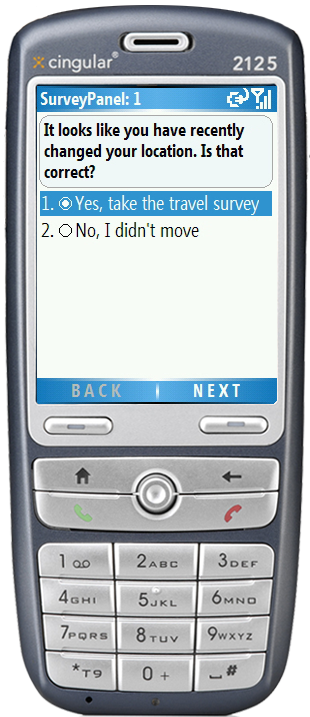 cingular®
2125
SurveyPanel: 1
It looks like you have recently
changed your location. Is that
correct?
1. Yes, take the travel survey
2. No, I didn't move
BACK NEXT
1
2ABC
3DEF
4GHI
5JKL
6MNO
7PQRS
8TUV
9WXYZ
*T9
0 +
#